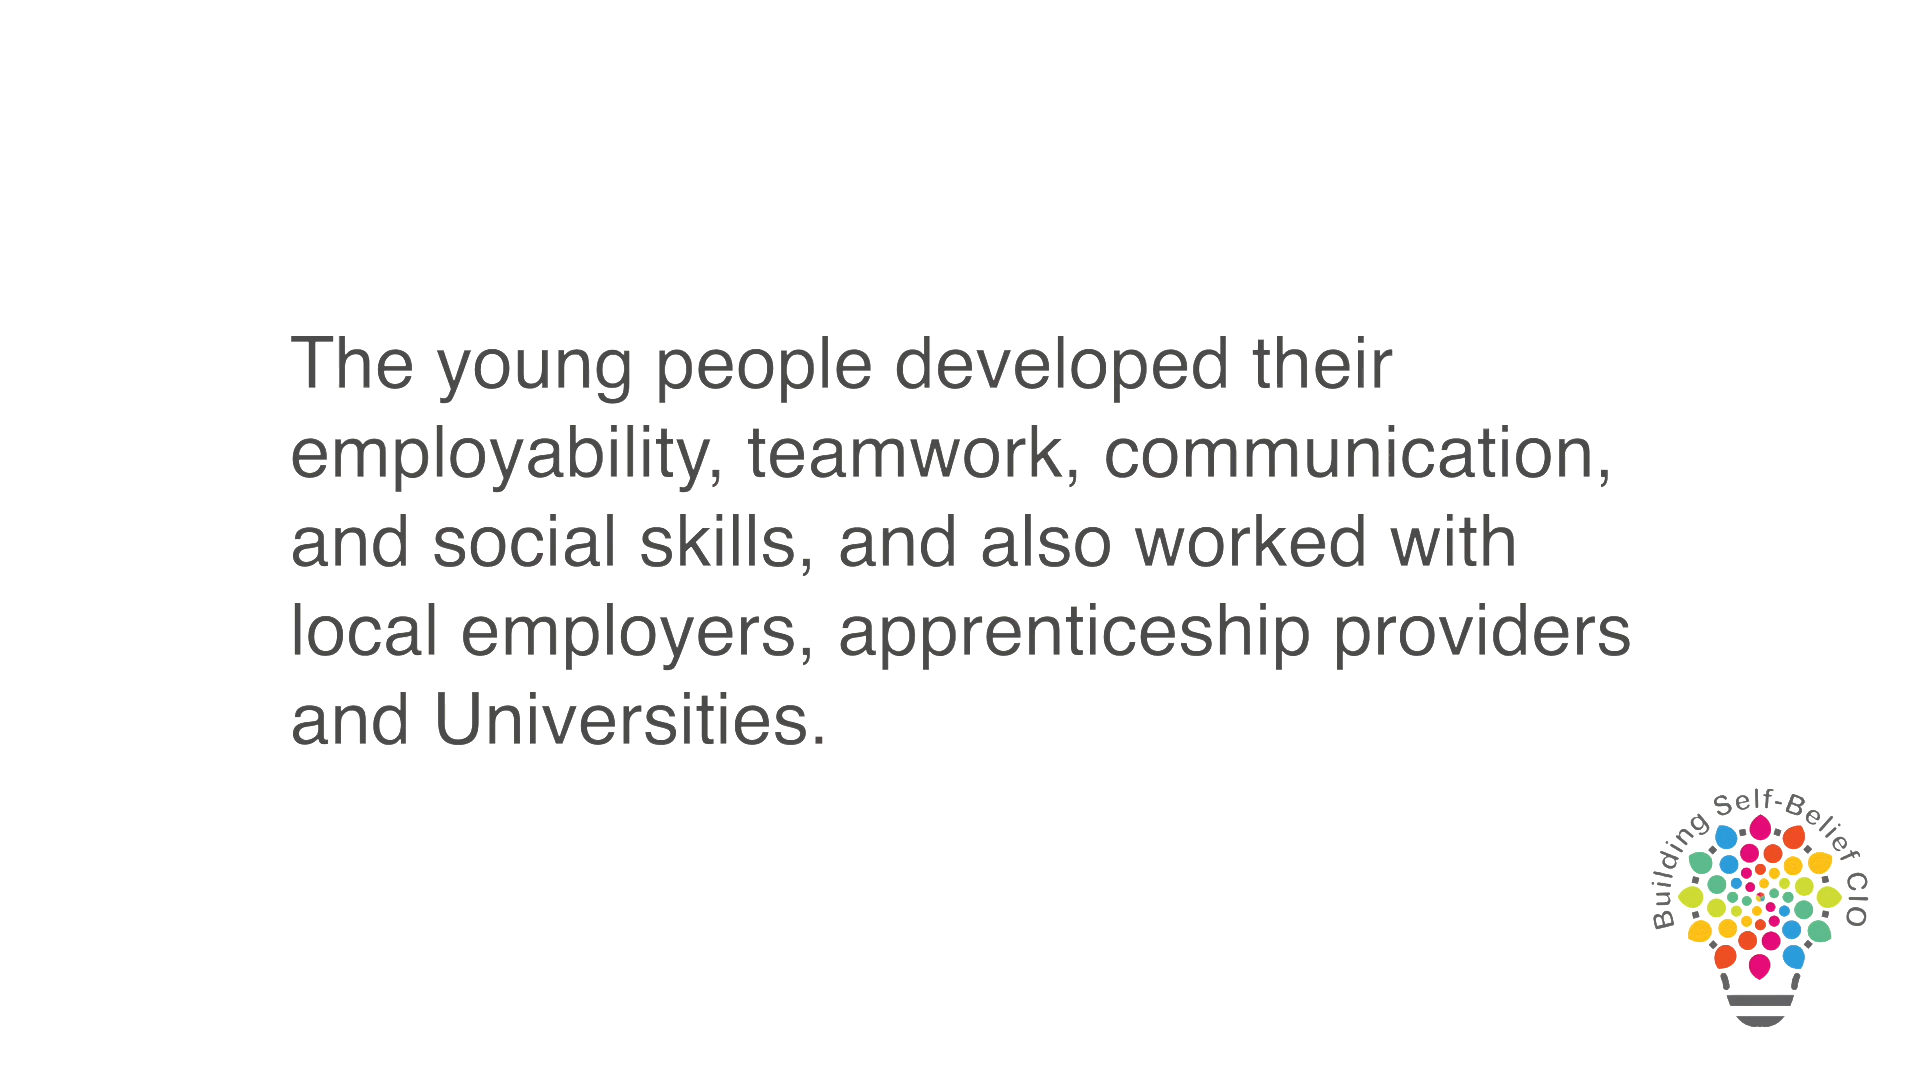 The young people developed their
employability, teamwork, communication,
and social skills, and also worked with
local employers, apprenticeship providers
and Universities.
Building Self-Belief CIO